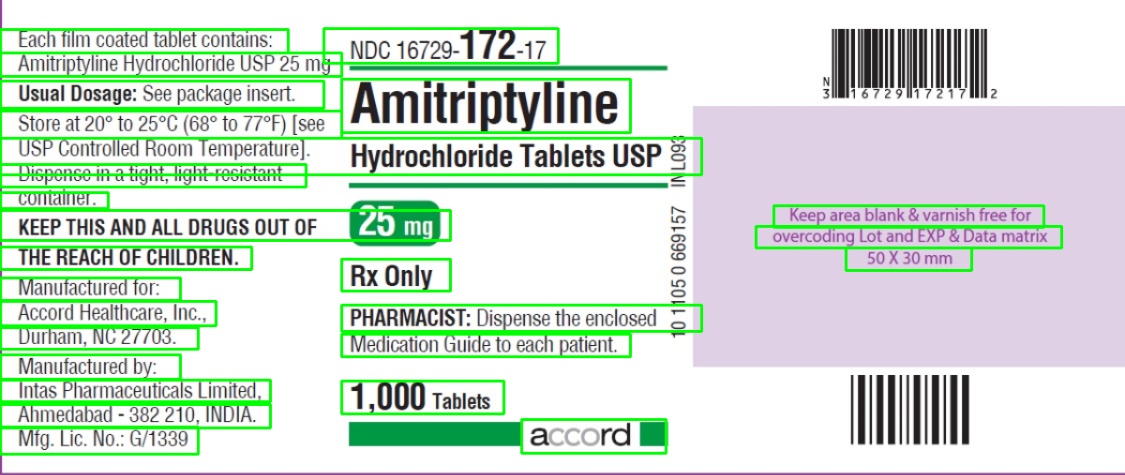 Each film coated tablet contains:
Amitriptyline Hydrochloride USP 25 mg
Usual Dosage: See package insert.
Store at 20° to 25°C (68° to 77°F) [see
USP Controlled Room Temperature].
Dispense in a tight, light-resistant
container.
KEEP THIS AND ALL DRUGS OUT OF
THE REACH OF CHILDREN.
Manufactured for:
Accord Healthcare, Inc.,
Durham, NC 27703.
Manufactured by:
Intas Pharmaceuticals Limited,
Ahmedabad - 382 210, INDIA.
Mfg. Lic. No.: G/1339
NDC 16729-172-17
Amitriptyline
Hydrochloride Tablets USP
25 mg
Rx Only
PHARMACIST: Dispense the enclosed
Medication Guide to each patient.
1,000 Tablets
accord
10 1105 0 669157 INL093
N
3 16729 17217 2
Keep area blank & varnish free for
overcoding Lot and EXP & Data matrix
50 X 30 mm